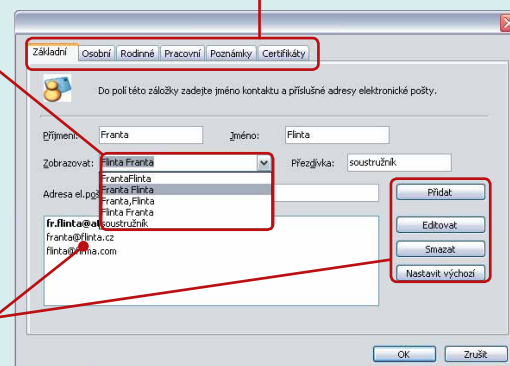 Základní Osobní Rodinné Pracovní Poznámky Certifikáty
Do polí této záložky zadejte jméno kontaktu a příslušné adresy elektronické pošty.
Příjmení: Franta Jméno: Flinta
Zobrazovat: Flinta Franta Přezdívka: soustružník
FrantaFlinta
Franta Flinta
Franta,Flinta
Flinta Franta
soustružník
Adresa el.po
Přidat
fr.flinta@a
franta@flinta.cz
flinta@firma.com
Editovat
Smazat
Nastavit výchozí
OK Zrušit